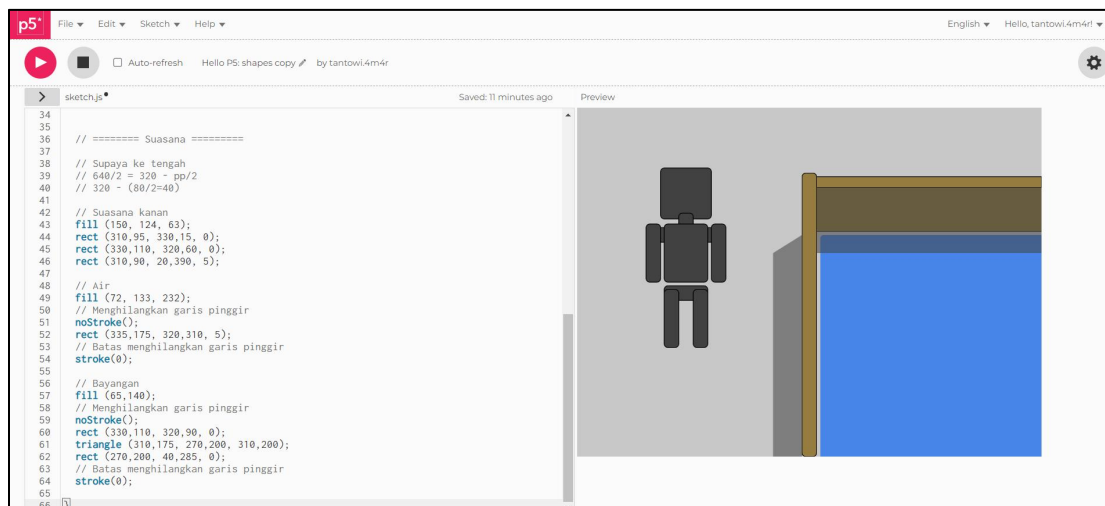 p5* File Edit Sketch Help English Hello, tantowi.4m4r!
Auto-refresh Hello P5: shapes copy by tantowi.4m4r
> sketch.js Saved: 11 minutes ago Preview
34
35
36 // ======== Suasana =========
37
38 // Supaya ke tengah
39 // 640/2 = 320 - pp/2
40 // 320 - (80/2=40)
41
42 // Suasana kanan
43 fill (150, 124, 63);
44 rect (310,95, 330,15, 0);
45 rect (330,110, 320,60, 0);
46 rect (310,90, 20,390, 5);
47
48 // Air
49 fill (72, 133, 232);
50 // Menghilangkan garis pinggir
51 noStroke();
52 rect (335,175, 320,310, 5);
53 // Batas menghilangkan garis pinggir
54 stroke(0);
55
56 // Bayangan
57 fill (65,140);
58 // Menghilangkan garis pinggir
59 noStroke();
60 rect (330,110, 320,90, 0);
61 triangle (310,175, 270,200, 310,200);
62 rect (270,200, 40,285, 0);
63 // Batas menghilangkan garis pinggir
64 stroke(0);
65
66 }